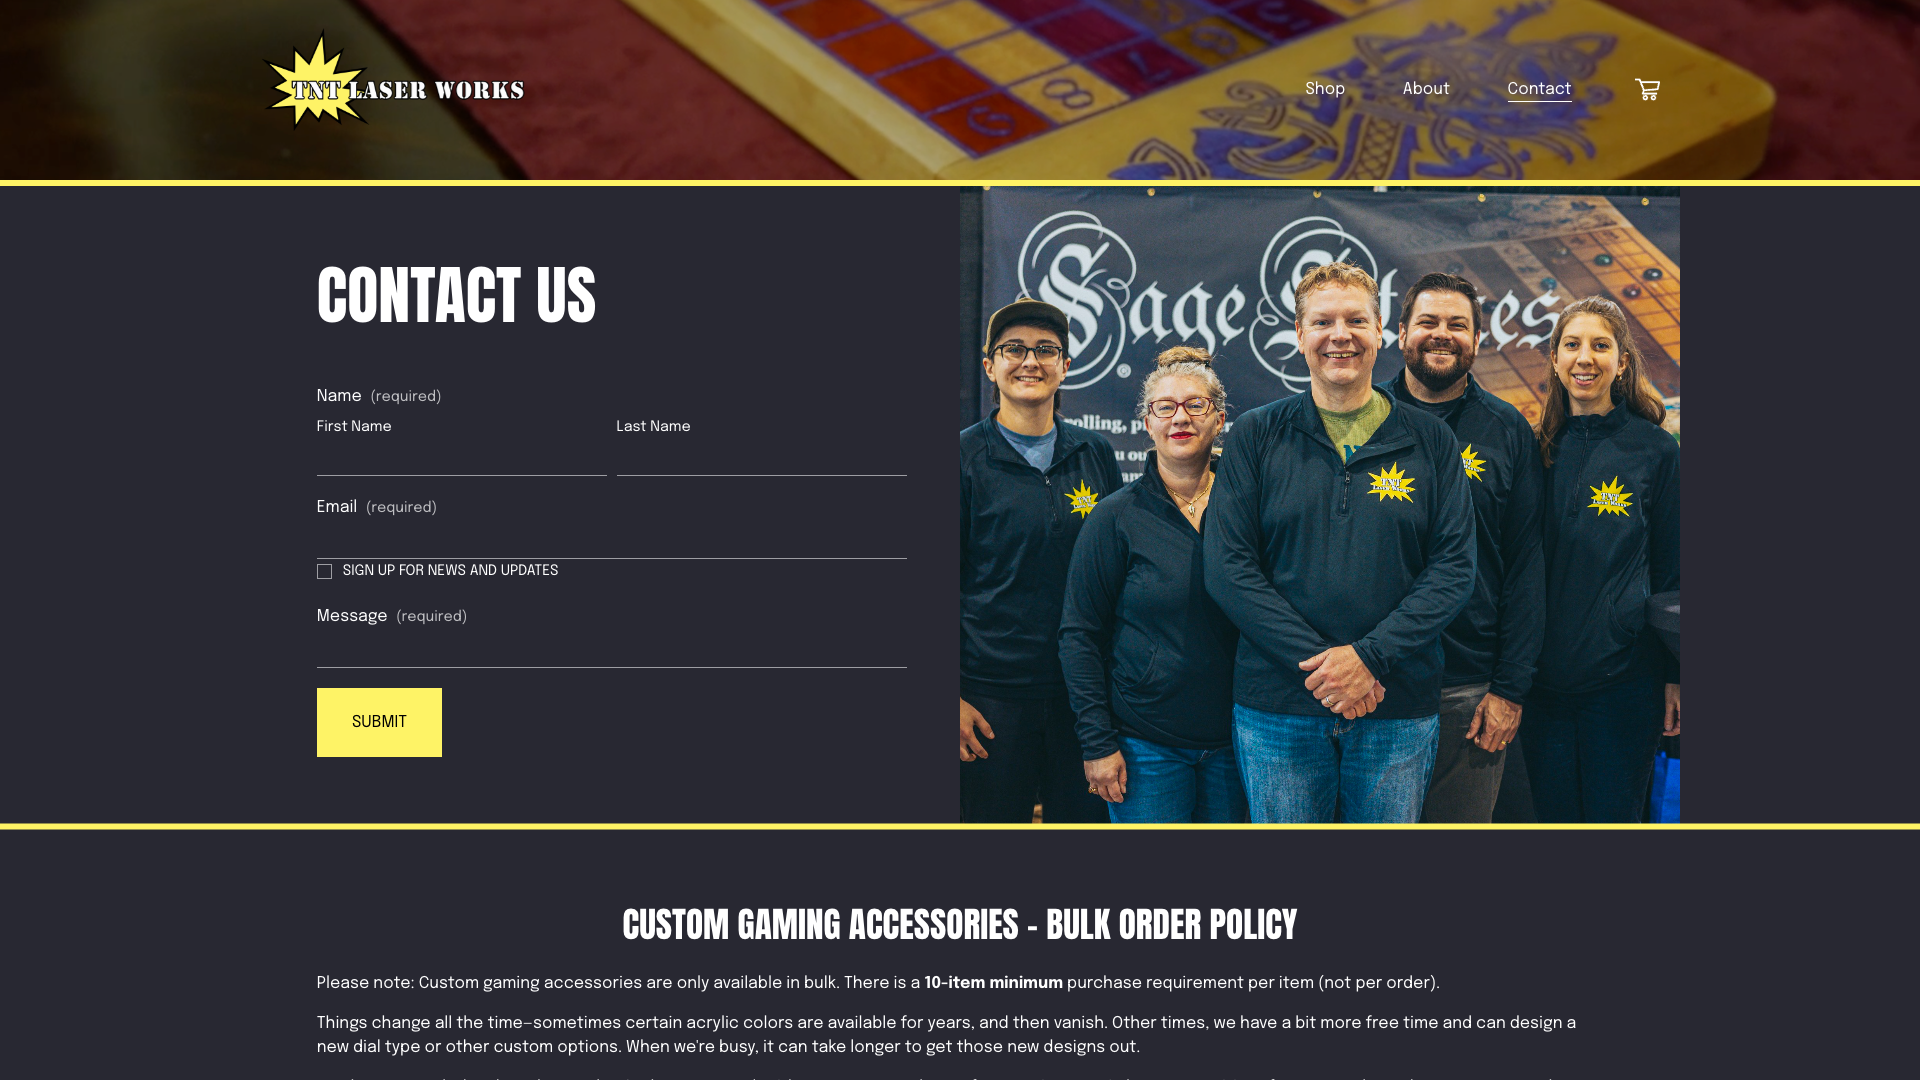 TNT LASER WORKS
Shop
About
Contact
CONTACT US
Name (required)
First Name
Last Name
Email (required)
SIGN UP FOR NEWS AND UPDATES
Message (required)
SUBMIT
Sage
TNT
TNT
CUSTOM GAMING ACCESSORIES - BULK ORDER POLICY
Please note: Custom gaming accessories are only available in bulk. There is a 10-item minimum purchase requirement per item (not per order).
Things change all the time—sometimes certain acrylic colors are available for years, and then vanish. Other times, we have a bit more free time and can design a
new dial type or other custom options. When we're busy, it can take longer to get those new designs out.